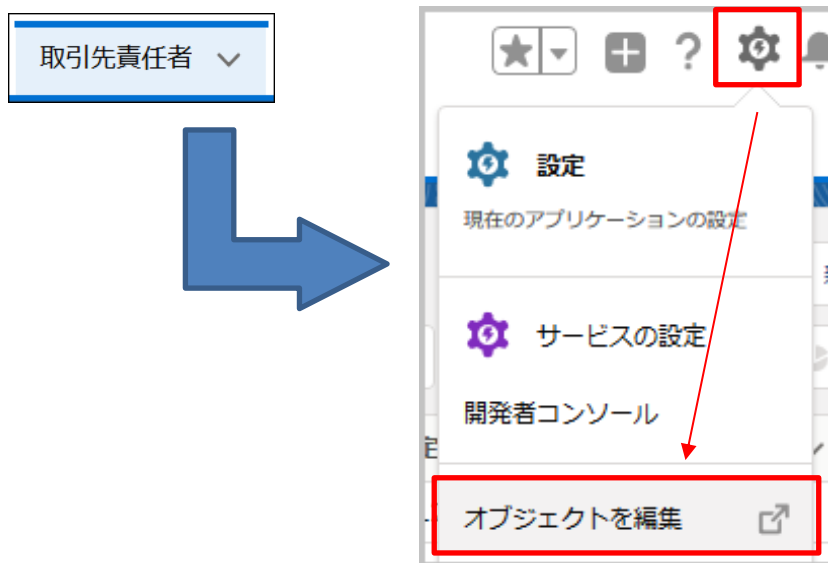 取引先責任者
設定
現在のアプリケーションの設定
サービスの設定
開発者コンソール
オブジェクトを編集